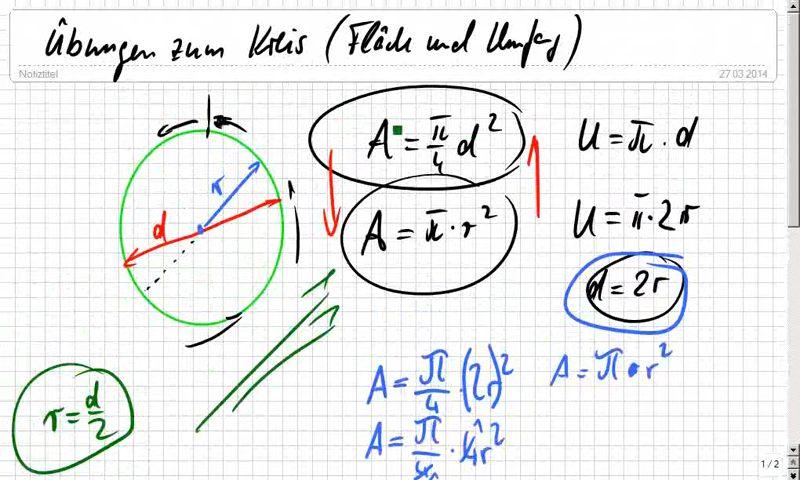 Übungen zum Kreis (Fläche und Umfang)
Notiztitel
27.03.2014
A = π/4 d²
U = π · d
r
d
A = π · r²
U = π · 2r
d = 2r
A = π/4 (2r)²
A = π · r²
r = d/2
A = π/4 · 4r²
1 / 2